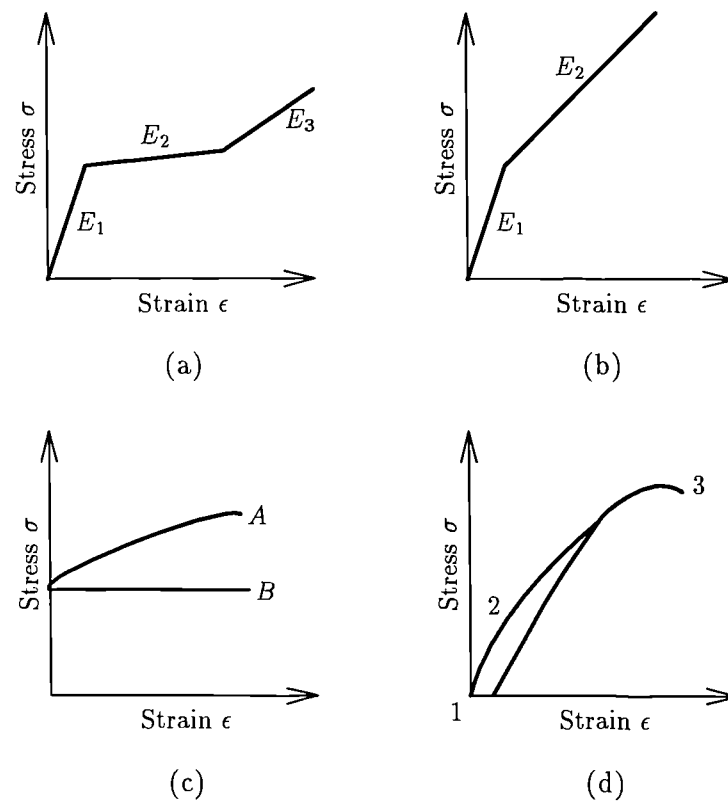 Stress σ
E₁
E₂
E₃
Strain ϵ
(a)
Stress σ
E₁
E₂
Strain ϵ
(b)
Stress σ
A
B
Strain ϵ
(c)
Stress σ
1
2
3
Strain ϵ
(d)